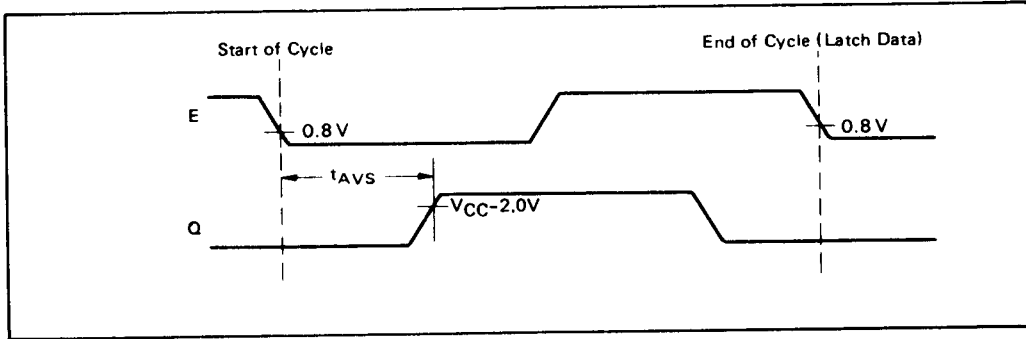 Start of Cycle
End of Cycle (Latch Data)
E
0.8 V
0.8 V
tAVS
VCC-2.0V
Q